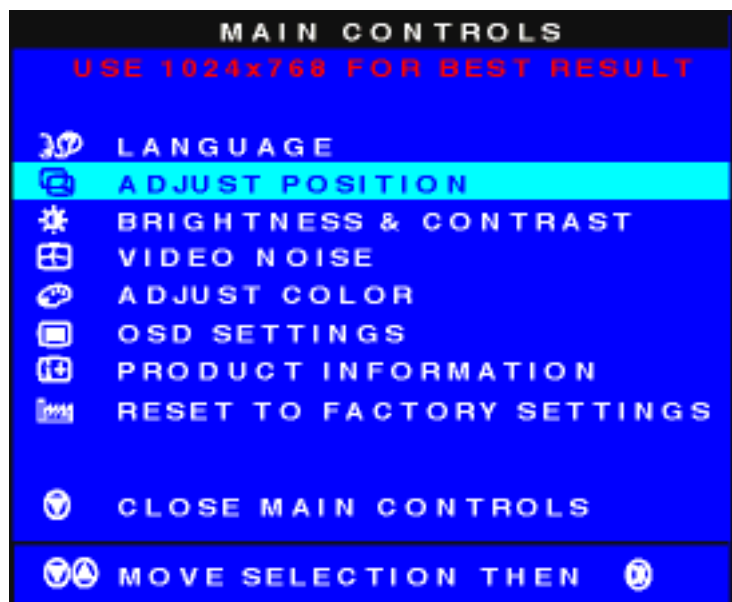 MAIN CONTROLS
USE 1024x768 FOR BEST RESULT
LANGUAGE
ADJUST POSITION
BRIGHTNESS & CONTRAST
VIDEO NOISE
ADJUST COLOR
OSD SETTINGS
PRODUCT INFORMATION
RESET TO FACTORY SETTINGS
CLOSE MAIN CONTROLS
MOVE SELECTION THEN OK